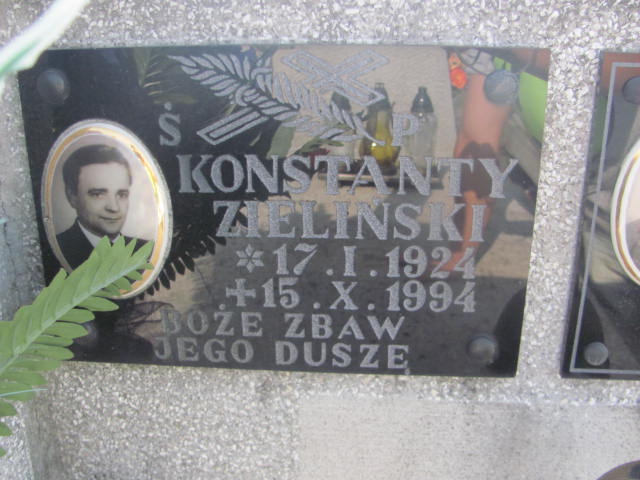 Ś P
KONSTANTY
ZIELIŃSKI
* 17.I.1924
+ 15.X.1994
BOŻE ZBAW
JEGO DUSZĘ